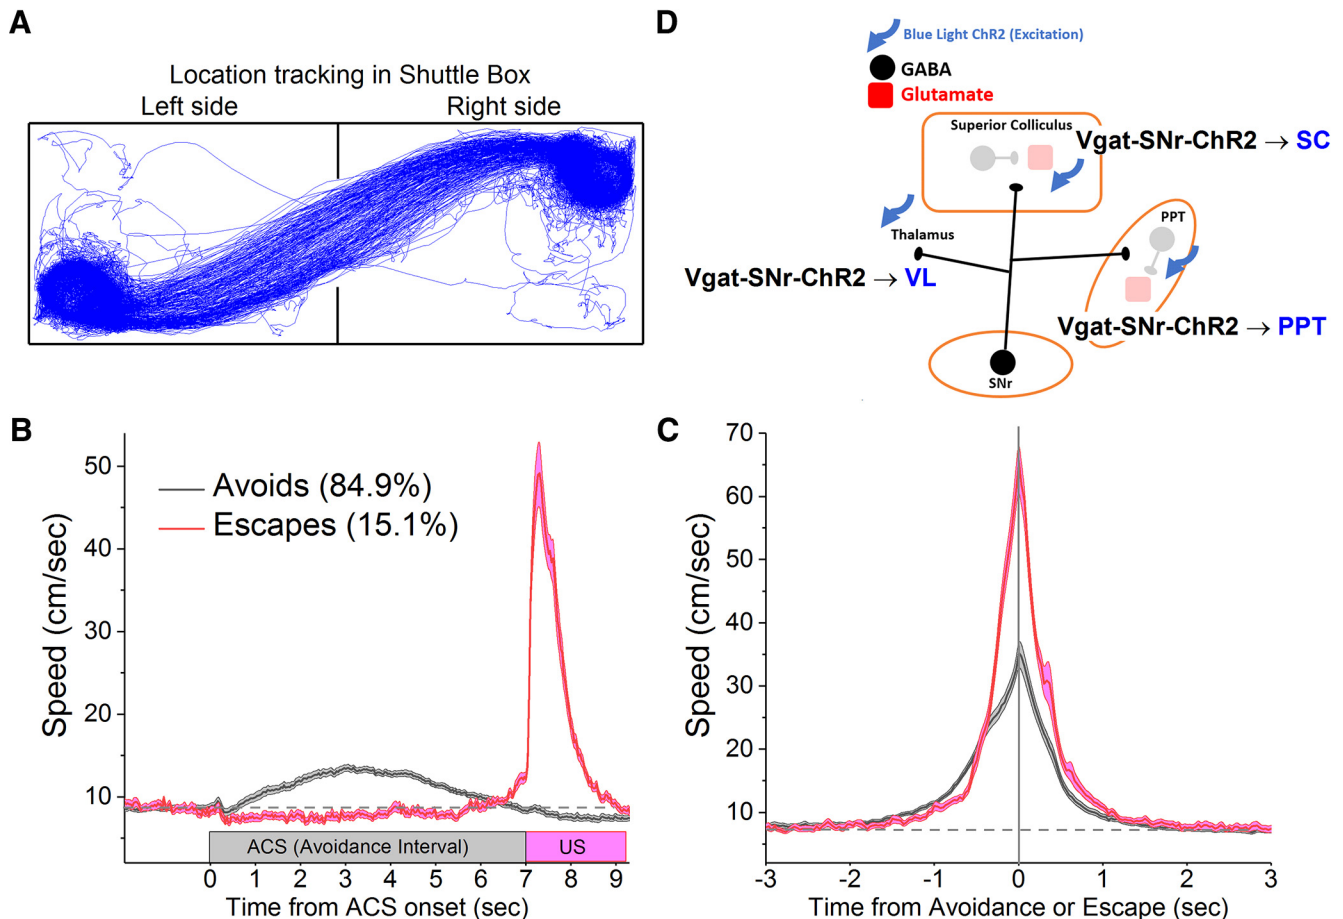 A
Location tracking in Shuttle Box
Left side
Right side
D
Blue Light ChR2 (Excitation)
GABA
Glutamate
Superior Colliculus
Vgat-SNr-ChR2 → SC
PPT
Thalamus
Vgat-SNr-ChR2 → VL
Vgat-SNr-ChR2 → PPT
SNr
B
Speed (cm/sec)
50
40
30
20
10
Avoids (84.9%)
Escapes (15.1%)
ACS (Avoidance Interval)
US
0 1 2 3 4 5 6 7 8 9
Time from ACS onset (sec)
C
Speed (cm/sec)
70
60
50
40
30
20
10
-3 -2 -1 0 1 2 3
Time from Avoidance or Escape (sec)